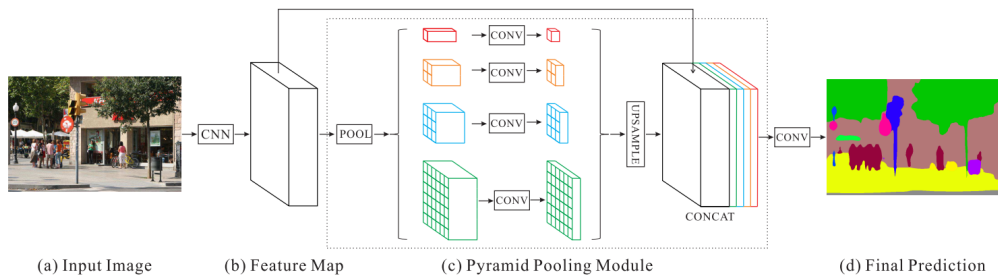 CNN
POOL
CONV
CONV
CONV
CONV
UPSAMPLE
CONCAT
CONV
(a) Input Image
(b) Feature Map
(c) Pyramid Pooling Module
(d) Final Prediction